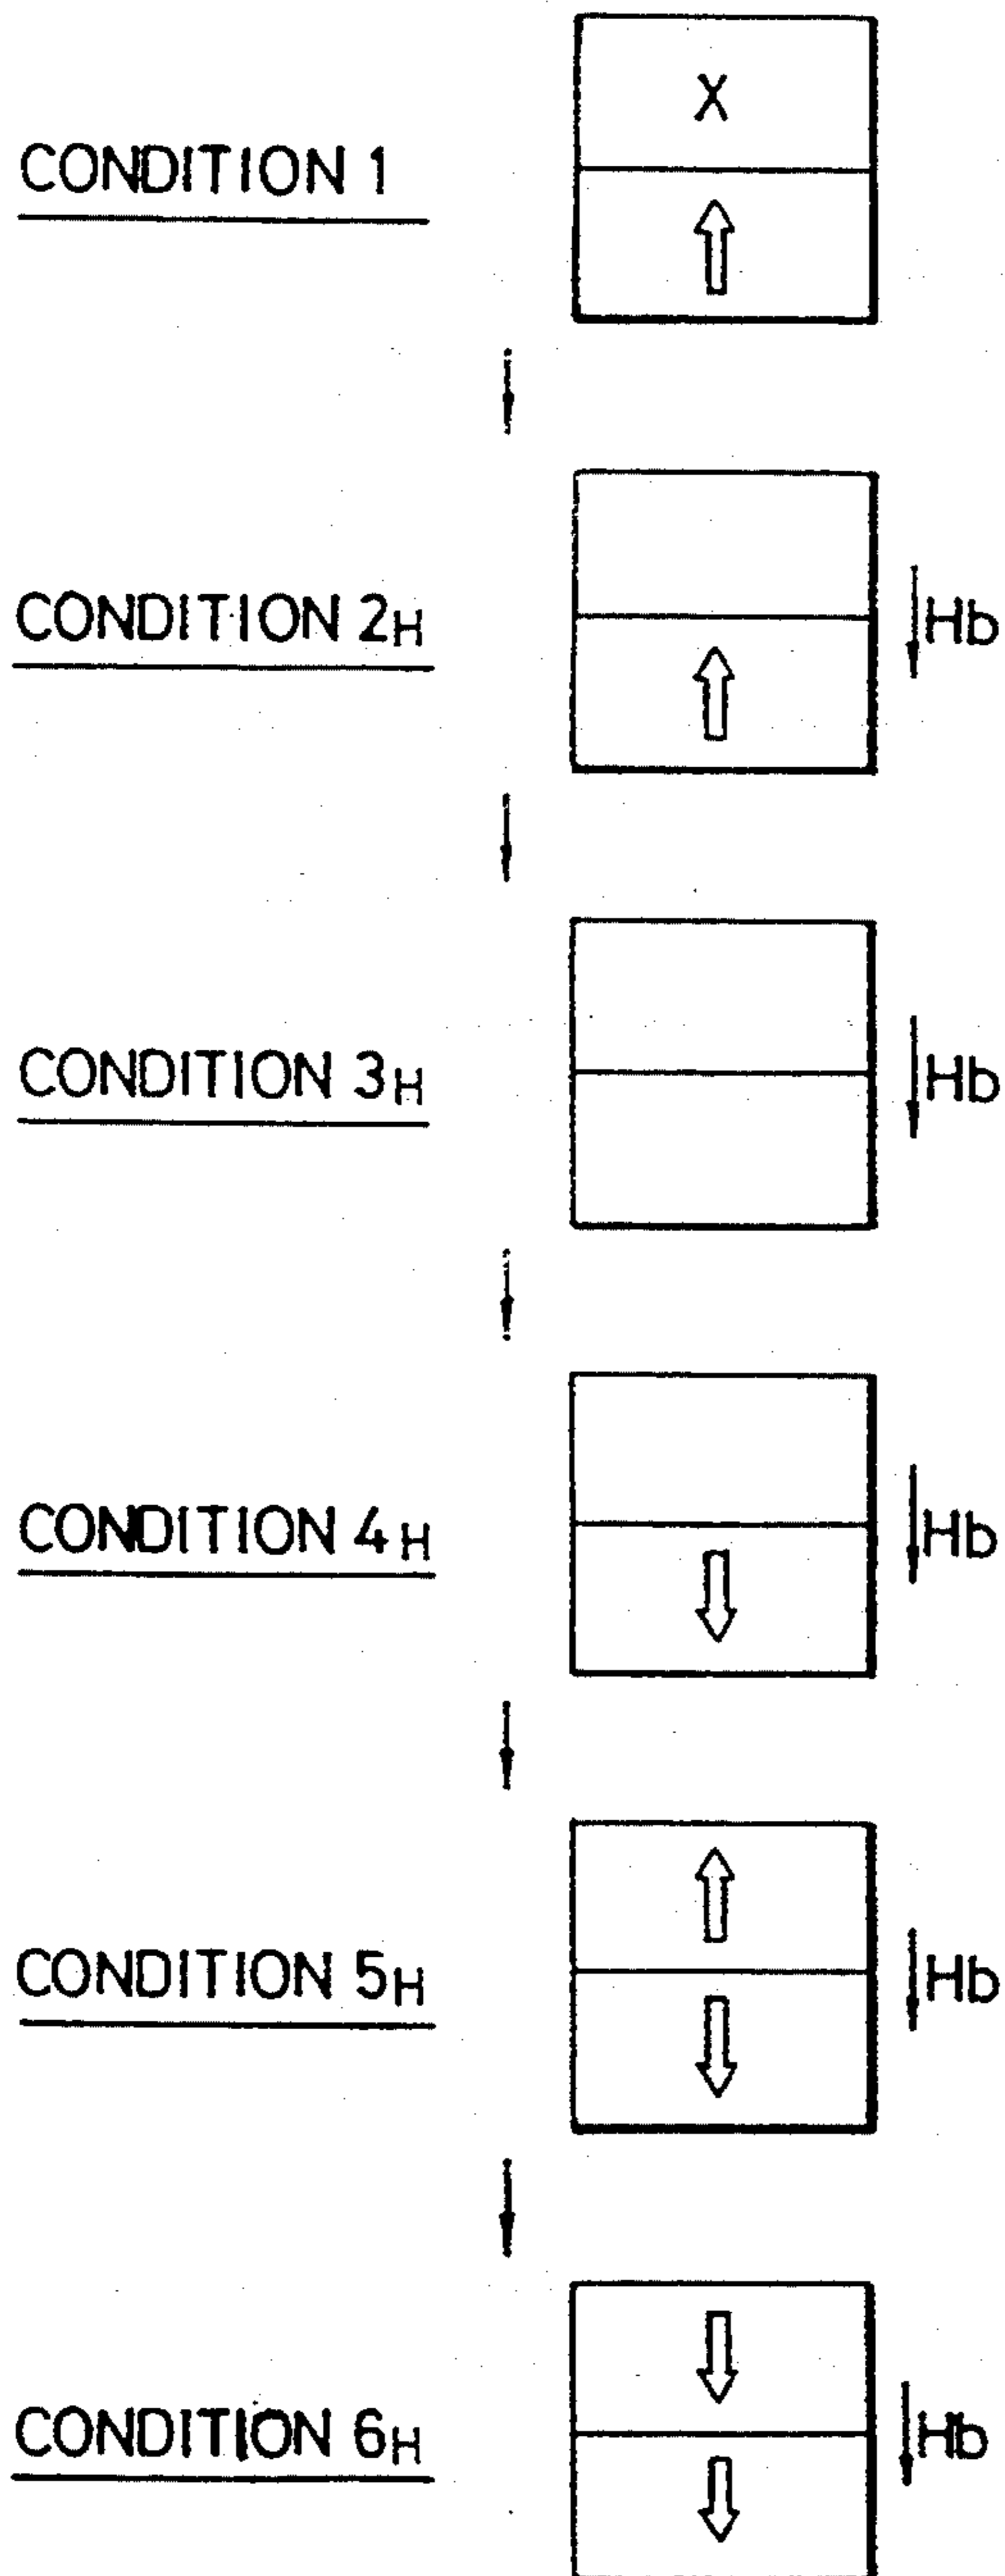 X
CONDITION 1
CONDITION 2H
Hb
CONDITION 3H
Hb
CONDITION 4H
Hb
CONDITION 5H
Hb
CONDITION 6H
Hb